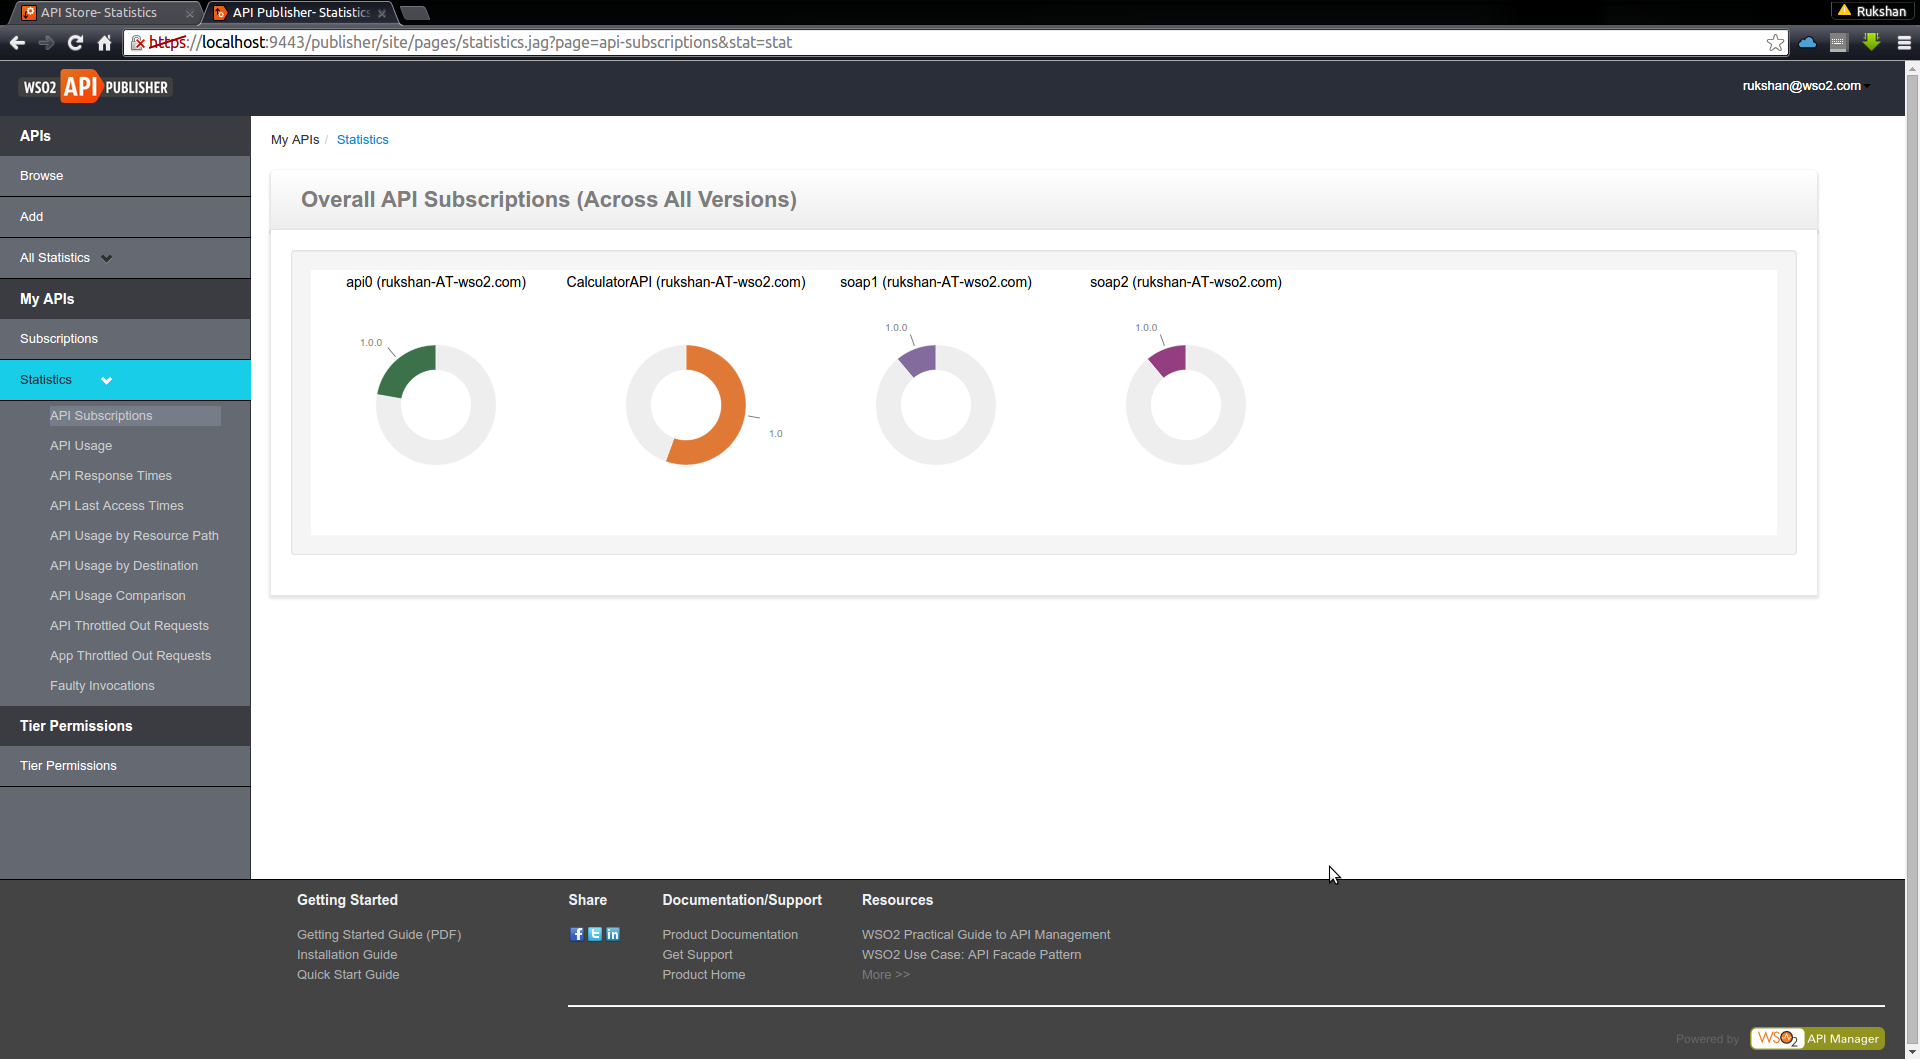 API Store- Statistics
API Publisher- Statistics
Rukshan
https://localhost:9443/publisher/site/pages/statistics.jag?page=api-subscriptions&stat=stat
WSO2 API PUBLISHER
rukshan@wso2.com
APIs
Browse
Add
All Statistics
My APIs
Subscriptions
Statistics
API Subscriptions
API Usage
API Response Times
API Last Access Times
API Usage by Resource Path
API Usage by Destination
API Usage Comparison
API Throttled Out Requests
App Throttled Out Requests
Faulty Invocations
Tier Permissions
Tier Permissions
My APIs / Statistics
Overall API Subscriptions (Across All Versions)
api0 (rukshan-AT-wso2.com)
1.0.0
CalculatorAPI (rukshan-AT-wso2.com)
1.0
soap1 (rukshan-AT-wso2.com)
1.0.0
soap2 (rukshan-AT-wso2.com)
1.0.0
Getting Started
Getting Started Guide (PDF)
Installation Guide
Quick Start Guide
Share
Documentation/Support
Product Documentation
Get Support
Product Home
Resources
WSO2 Practical Guide to API Management
WSO2 Use Case: API Facade Pattern
More >>
Powered by WSO2 API Manager